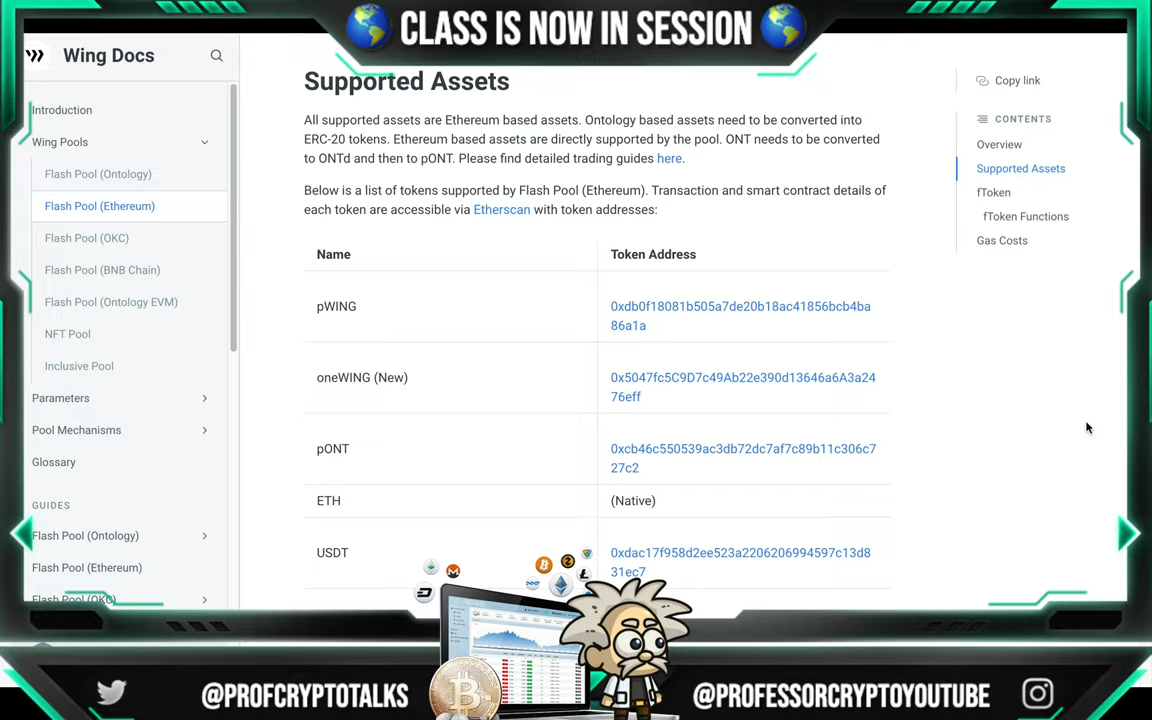 CLASS IS NOW IN SESSION
Wing Docs
Introduction
Wing Pools
Flash Pool (Ontology)
Flash Pool (Ethereum)
Flash Pool (OKC)
Flash Pool (BNB Chain)
Flash Pool (Ontology EVM)
NFT Pool
Inclusive Pool
Parameters
Pool Mechanisms
Glossary
GUIDES
Flash Pool (Ontology)
Flash Pool (Ethereum)
Flash Pool (OKC)
Supported Assets
All supported assets are Ethereum based assets. Ontology based assets need to be converted into
ERC-20 tokens. Ethereum based assets are directly supported by the pool. ONT needs to be converted
to ONTd and then to pONT. Please find detailed trading guides here.
Below is a list of tokens supported by Flash Pool (Ethereum). Transaction and smart contract details of
each token are accessible via Etherscan with token addresses:
Name Token Address
pWING 0xdb0f18081b505a7de20b18ac41856bcb4ba
86a1a
oneWING (New) 0x5047fc5C9D7c49Ab22e390d13646a6A3a24
76eff
pONT 0xcb46c550539ac3db72dc7af7c89b11c306c7
27c2
ETH (Native)
USDT 0xdac17f958d2ee523a2206206994597c13d8
31ec7
Copy link
CONTENTS
Overview
Supported Assets
fToken
fToken Functions
Gas Costs
@PROFCRYPTOTALKS
@PROFESSORCRYPTOYOUTUBE